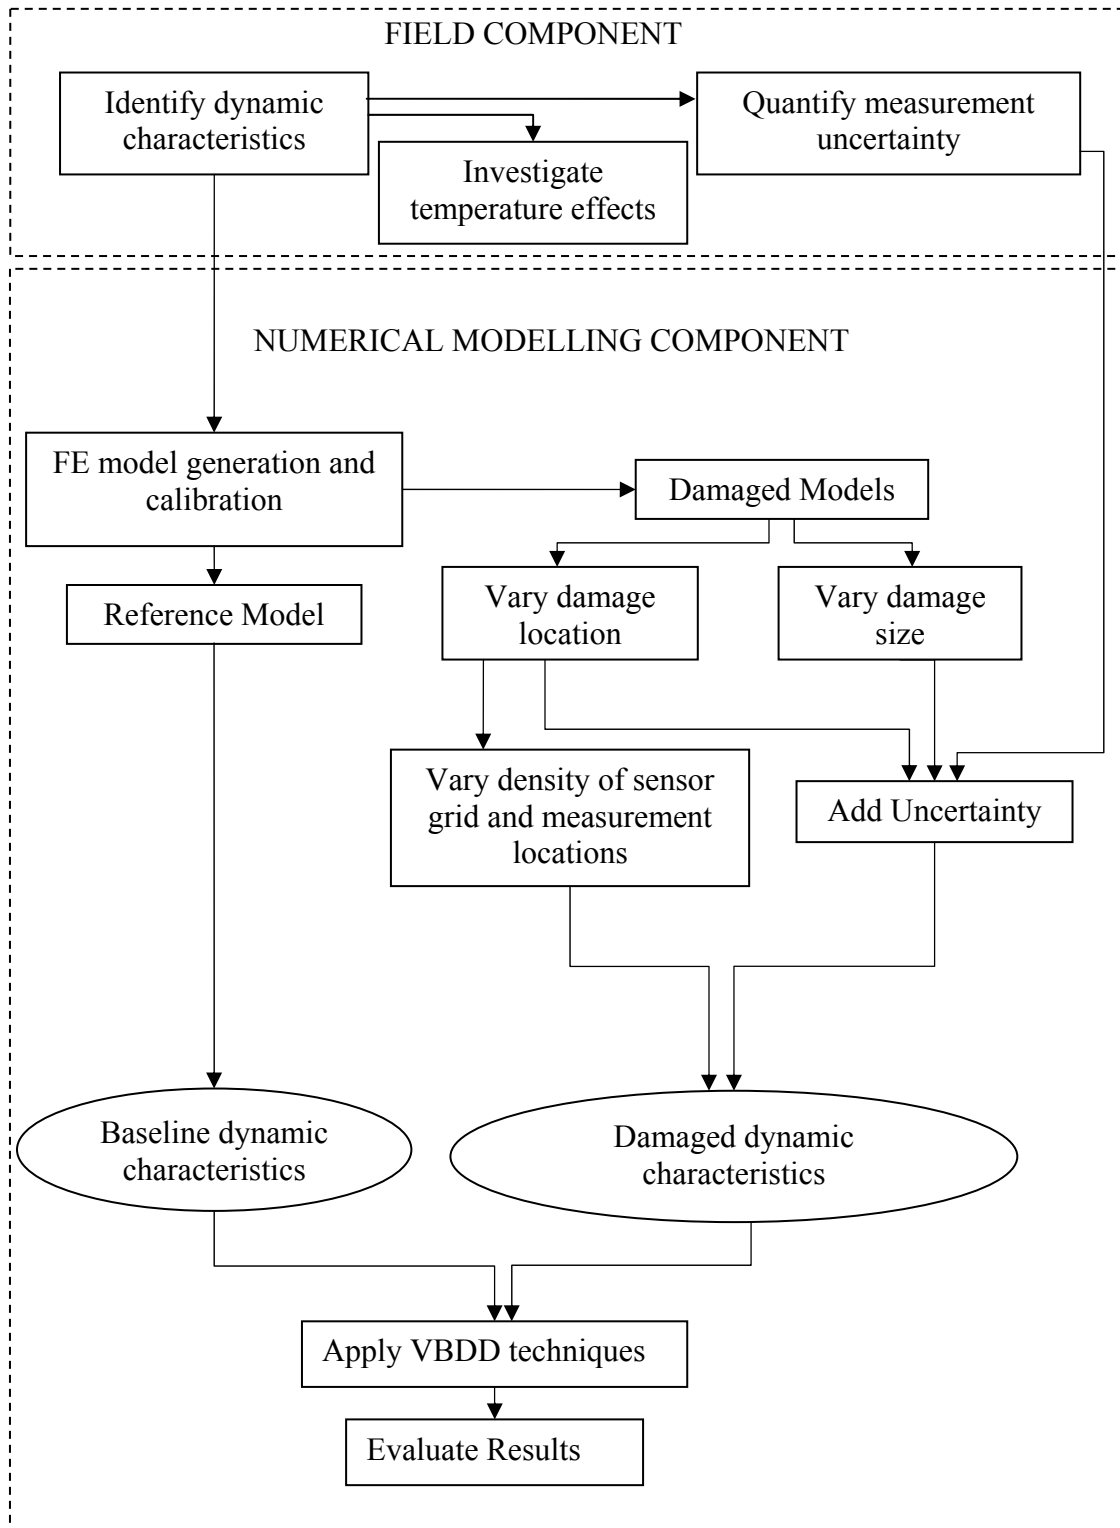 FIELD COMPONENT
Identify dynamic
characteristics
Quantify measurement
uncertainty
Investigate
temperature effects
NUMERICAL MODELLING COMPONENT
FE model generation and
calibration
Damaged Models
Reference Model
Vary damage
location
Vary damage
size
Vary density of sensor
grid and measurement
locations
Add Uncertainty
Baseline dynamic
characteristics
Damaged dynamic
characteristics
Apply VBDD techniques
Evaluate Results